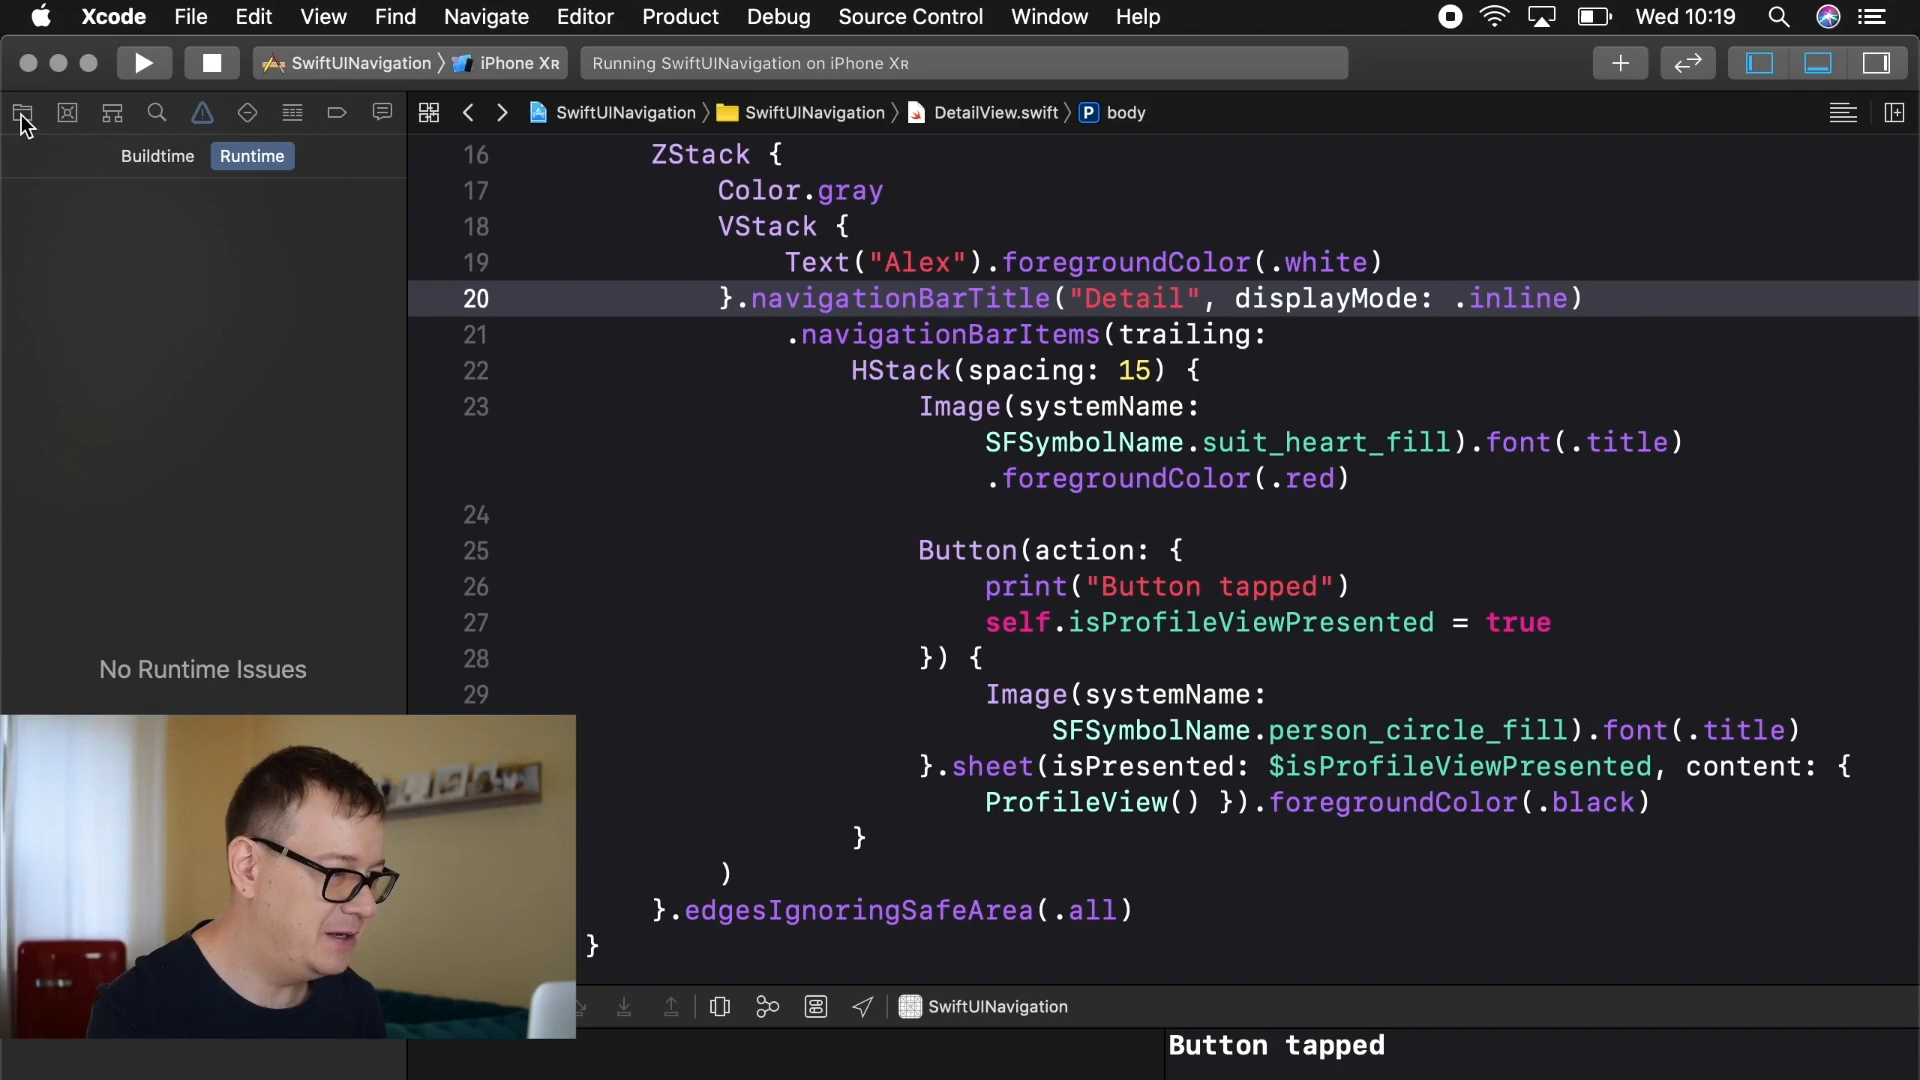 Xcode File Edit View Find Navigate Editor Product Debug Source Control Window Help Wed 10:19
SwiftUINavigation iPhone XR Running SwiftUINavigation on iPhone XR
SwiftUINavigation SwiftUINavigation DetailView.swift P body
Buildtime Runtime
No Runtime Issues
16 ZStack {
17 Color.gray
18 VStack {
19 Text("Alex").foregroundColor(.white)
20 }.navigationBarTitle("Detail", displayMode: .inline)
21 .navigationBarItems(trailing:
22 HStack(spacing: 15) {
23 Image(systemName:
SFSymbolName.suit_heart_fill).font(.title)
.foregroundColor(.red)
24
25 Button(action: {
26 print("Button tapped")
27 self.isProfileViewPresented = true
28 }) {
29 Image(systemName:
SFSymbolName.person_circle_fill).font(.title)
}.sheet(isPresented: $isProfileViewPresented, content: {
ProfileView() }).foregroundColor(.black)
}
)
}.edgesIgnoringSafeArea(.all)
}
SwiftUINavigation
Button tapped